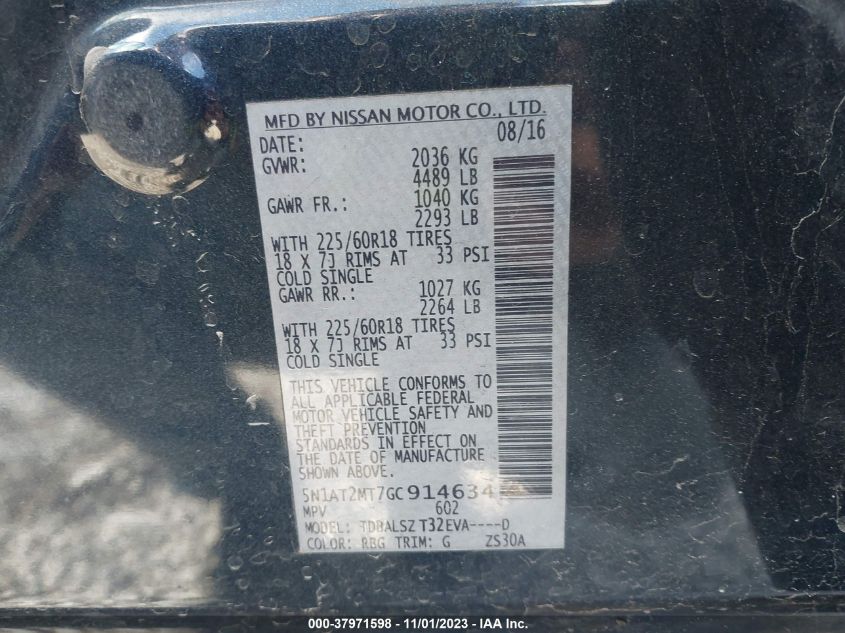 MFD BY NISSAN MOTOR CO., LTD.
DATE: 08/16
GVWR: 2036 KG
4489 LB
GAWR FR.: 1040 KG
2293 LB
WITH 225/60R18 TIRES
18 X 7J RIMS AT 33 PSI
COLD SINGLE
GAWR RR.: 1027 KG
2264 LB
WITH 225/60R18 TIRES
18 X 7J RIMS AT 33 PSI
COLD SINGLE
THIS VEHICLE CONFORMS TO
ALL APPLICABLE FEDERAL
MOTOR VEHICLE SAFETY AND
THEFT PREVENTION
STANDARDS IN EFFECT ON
THE DATE OF MANUFACTURE
SHOWN ABOVE.
5N1AT2MT7GC914634
MPV 602
MODEL: TDBALSZ T32EVA----D
COLOR: RBG TRIM: G ZS30A
000-37971598 - 11/01/2023 - IAA Inc.